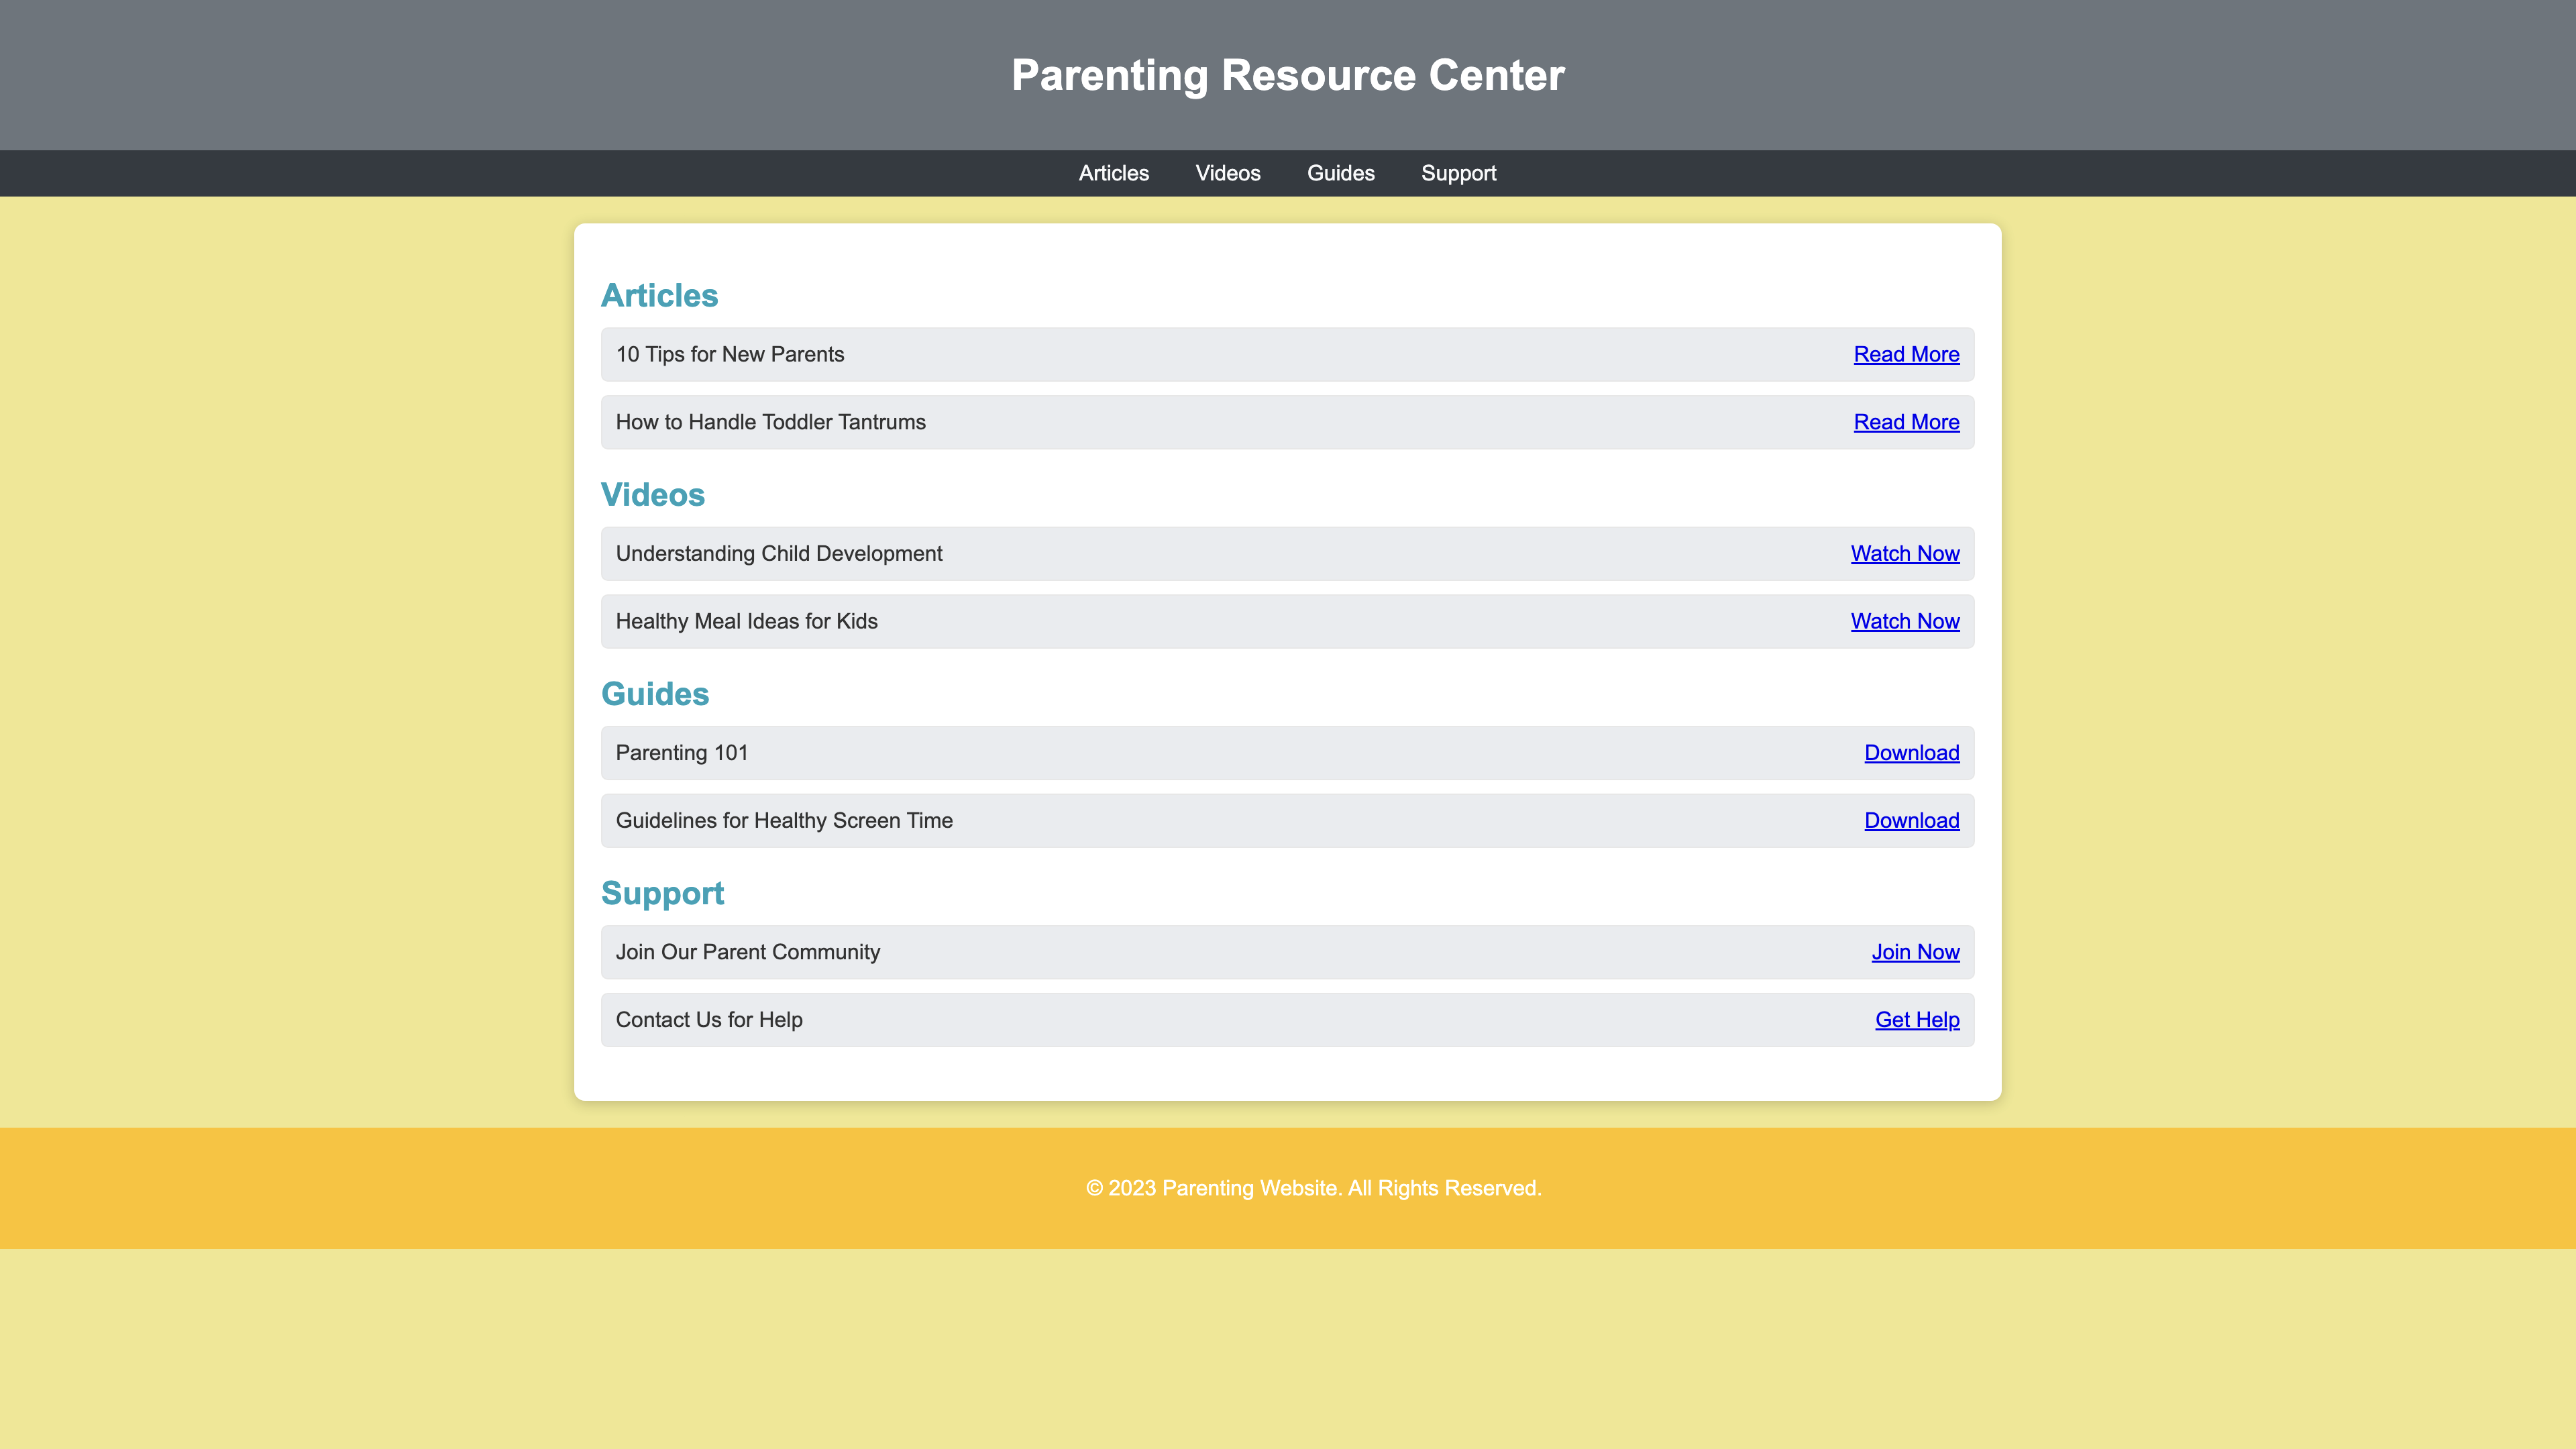 Parenting Resource Center
Articles Videos Guides Support
Articles
10 Tips for New Parents Read More
How to Handle Toddler Tantrums Read More
Videos
Understanding Child Development Watch Now
Healthy Meal Ideas for Kids Watch Now
Guides
Parenting 101 Download
Guidelines for Healthy Screen Time Download
Support
Join Our Parent Community Join Now
Contact Us for Help Get Help
© 2023 Parenting Website. All Rights Reserved.